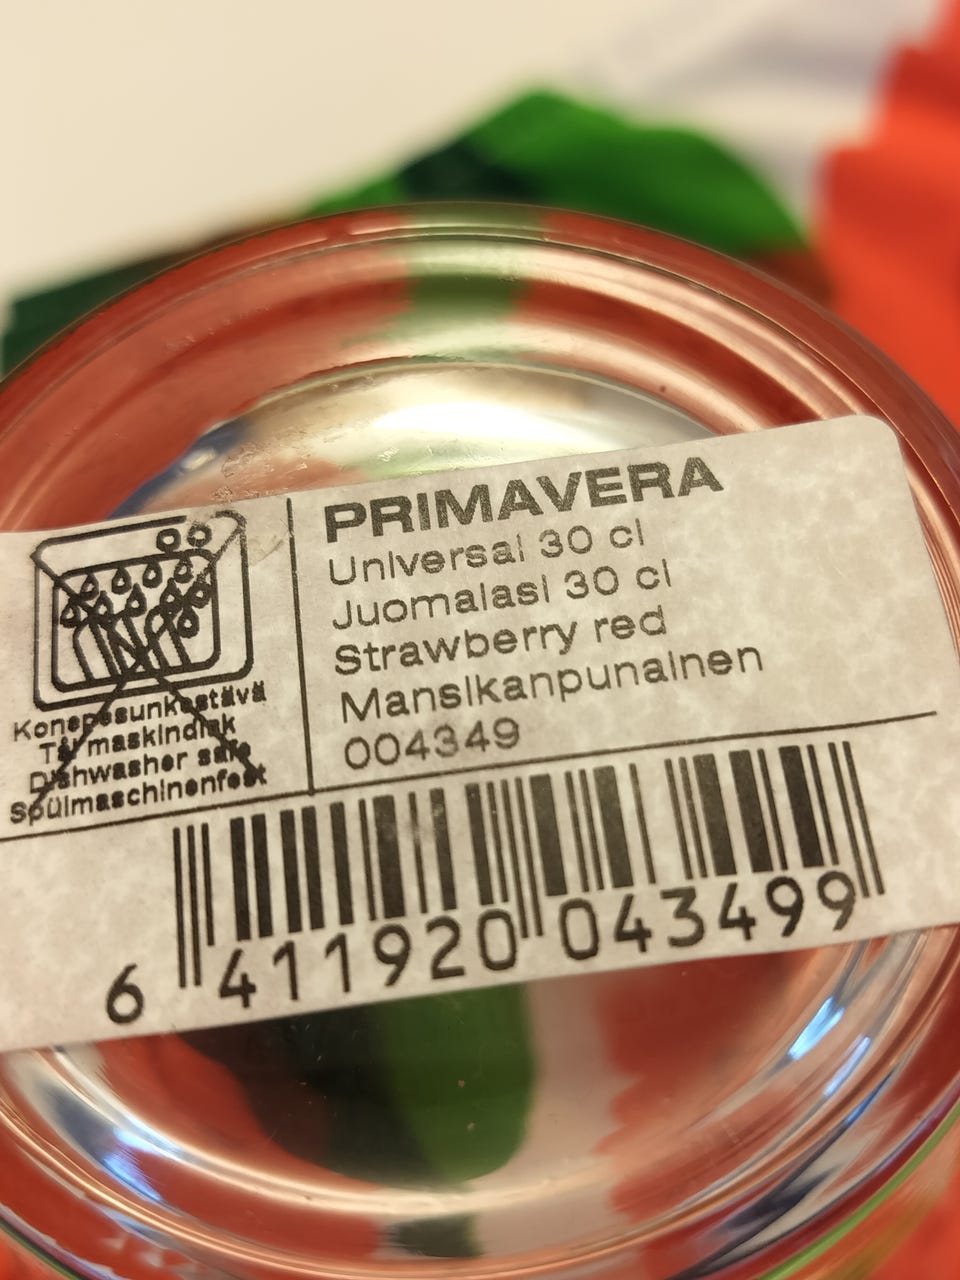 PRIMAVERA
Universal 30 cl
Juomalasi 30 cl
Strawberry red
Mansikanpunainen
004349
Konepesunkestävä
Tål maskindisk
Dishwasher safe
Spülmaschinenfest
6 411920 043499